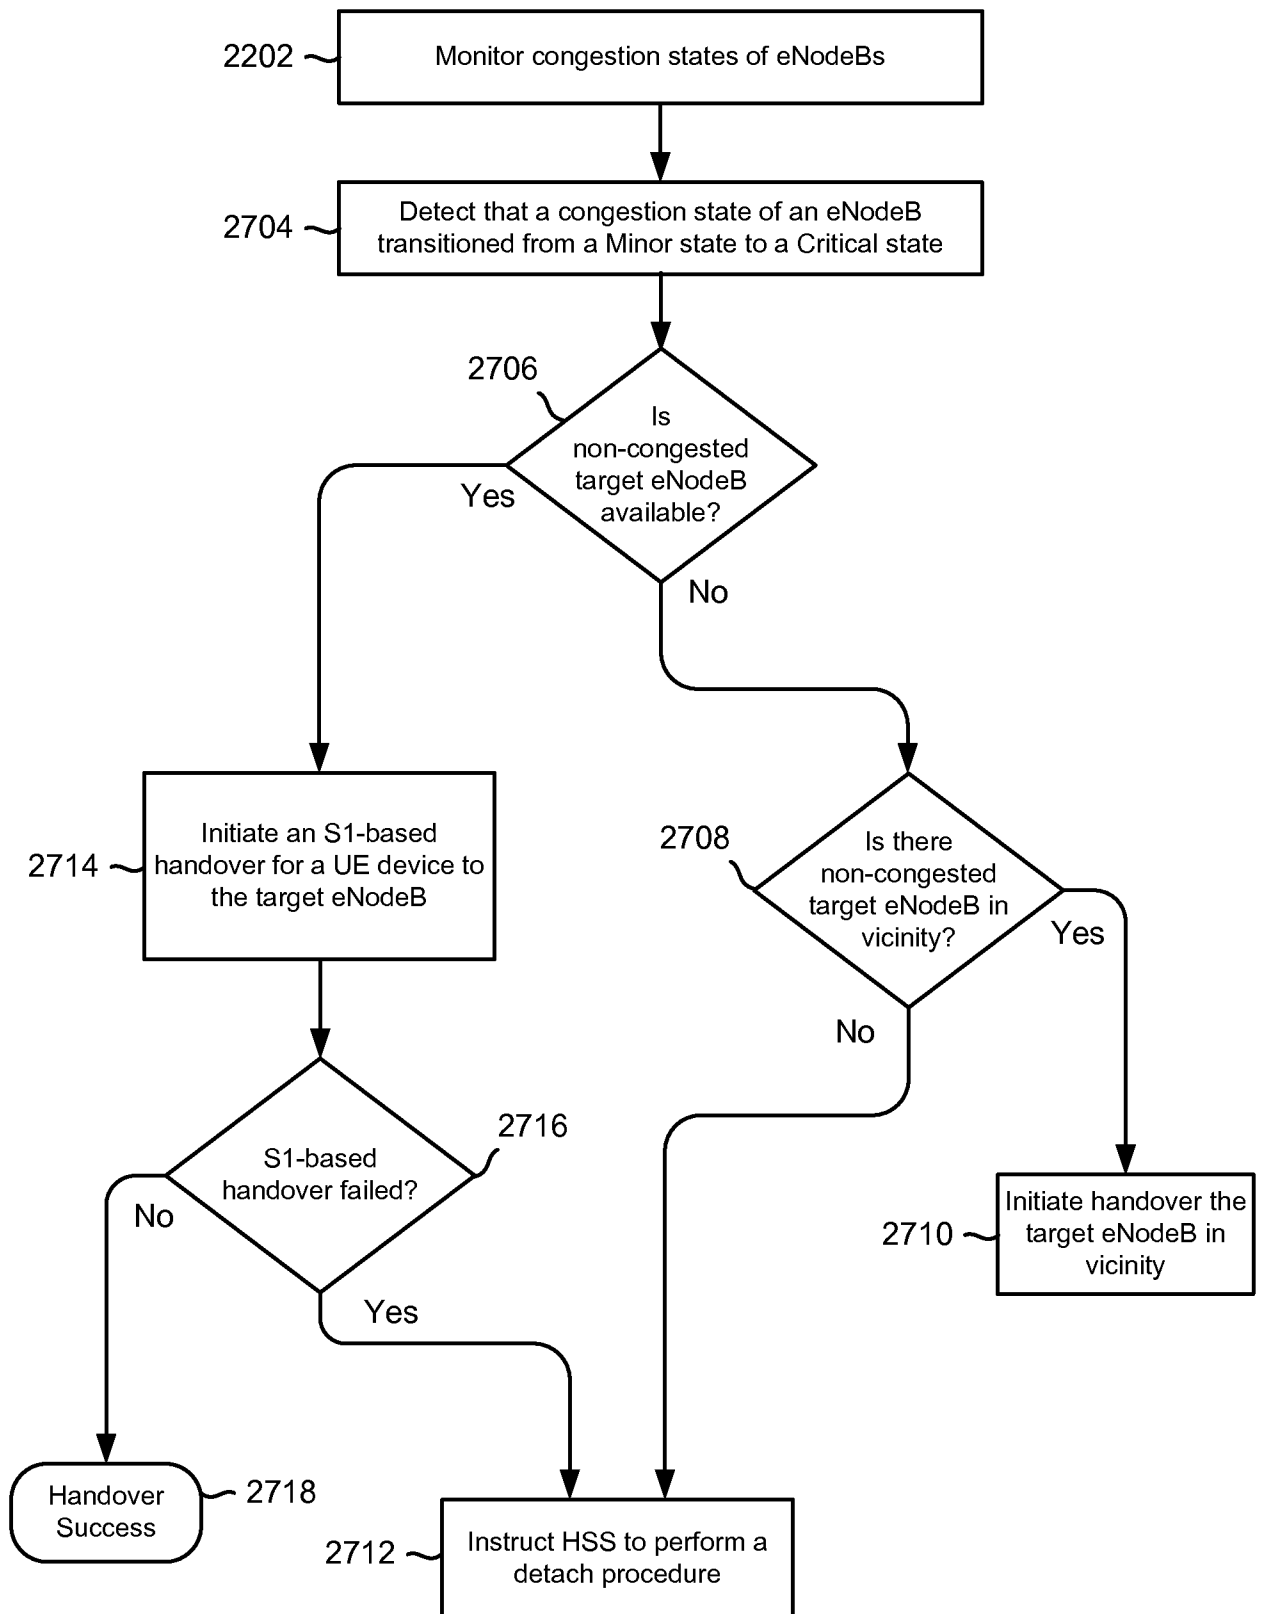 2202
Monitor congestion states of eNodeBs
2704
Detect that a congestion state of an eNodeB
transitioned from a Minor state to a Critical state
2706
Is
non-congested
target eNodeB
available?
Yes
No
2714
Initiate an S1-based
handover for a UE device to
the target eNodeB
2708
Is there
non-congested
target eNodeB in
vicinity?
Yes
No
2716
S1-based
handover failed?
No
Yes
2710
Initiate handover the
target eNodeB in
vicinity
Handover
Success
2718
2712
Instruct HSS to perform a
detach procedure